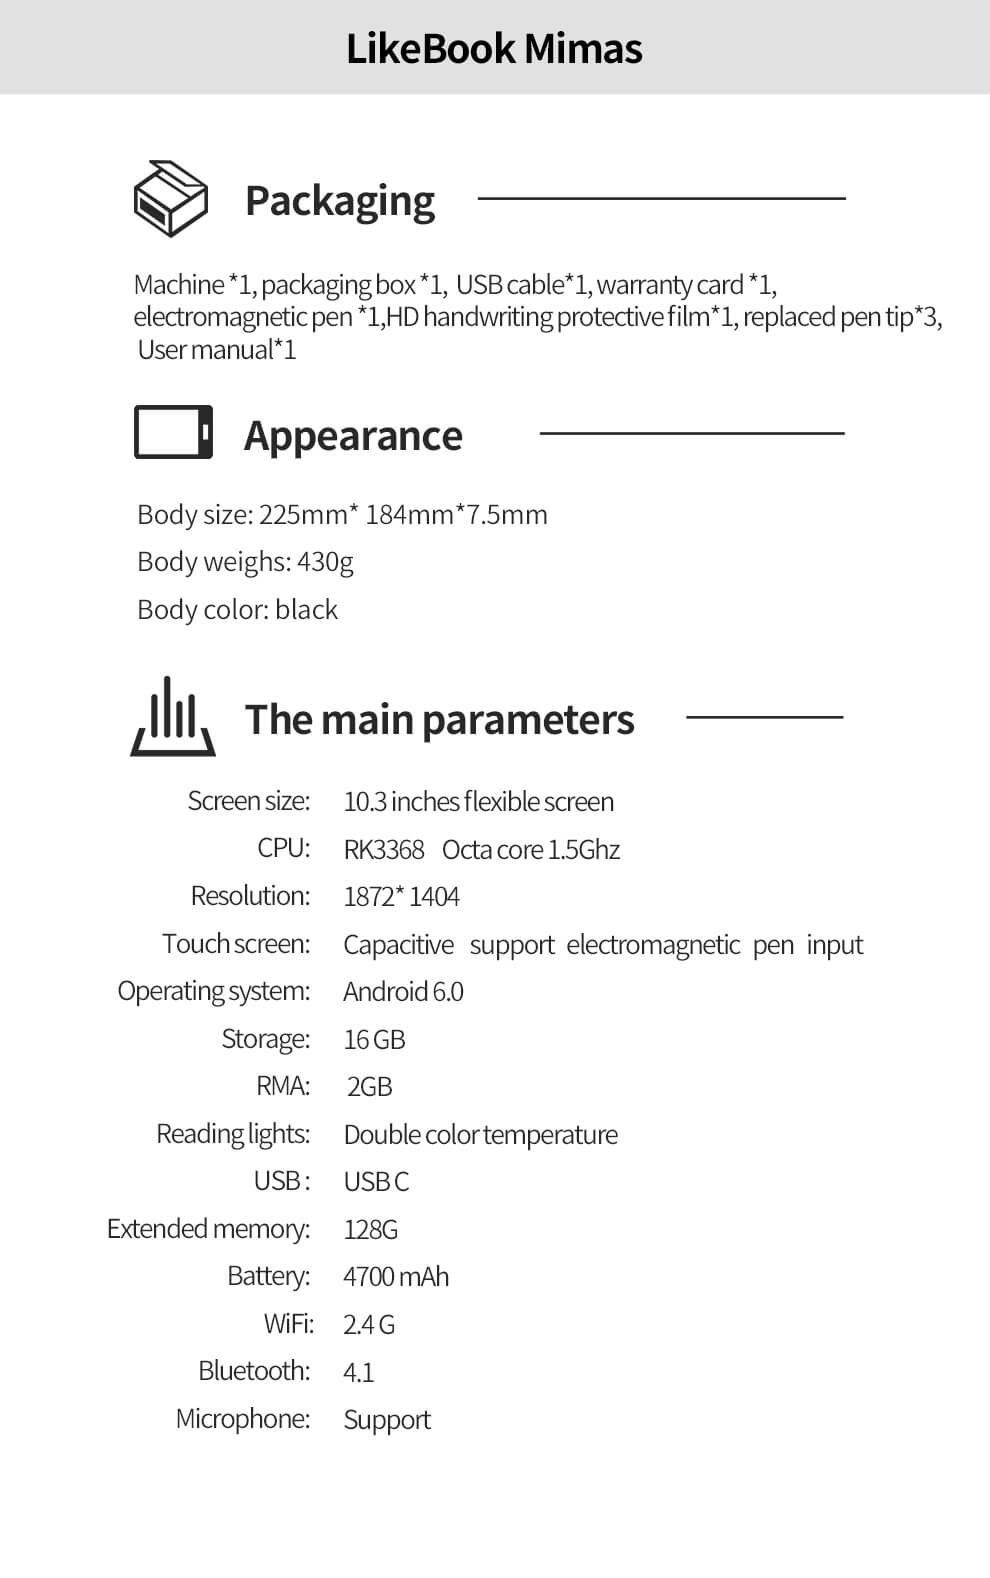 LikeBook Mimas
Packaging
Machine *1, packaging box *1, USB cable*1, warranty card *1,
electromagnetic pen *1,HD handwriting protective film*1, replaced pen tip*3,
User manual*1
Appearance
Body size: 225mm* 184mm*7.5mm
Body weighs: 430g
Body color: black
The main parameters
Screen size: 10.3 inches flexible screen
CPU: RK3368 Octa core 1.5Ghz
Resolution: 1872* 1404
Touch screen: Capacitive support electromagnetic pen input
Operating system: Android 6.0
Storage: 16 GB
RMA: 2GB
Reading lights: Double color temperature
USB : USB C
Extended memory: 128G
Battery: 4700 mAh
WiFi: 2.4 G
Bluetooth: 4.1
Microphone: Support